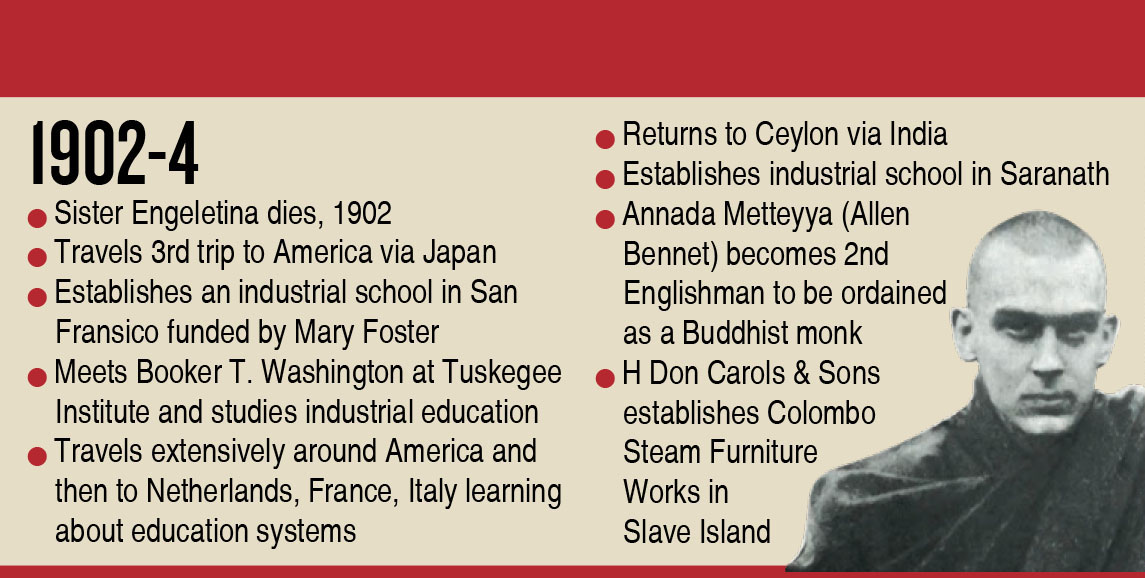 1902-4
Sister Engeletina dies, 1902
Travels 3rd trip to America via Japan
Establishes an industrial school in San
Fransico funded by Mary Foster
Meets Booker T. Washington at Tuskegee
Institute and studies industrial education
Travels extensively around America and
then to Netherlands, France, Italy learning
about education systems
Returns to Ceylon via India
Establishes industrial school in Saranath
Annada Metteyya (Allen
Bennet) becomes 2nd
Englishman to be ordained
as a Buddhist monk
H Don Carols & Sons
establishes Colombo
Steam Furniture
Works in
Slave Island